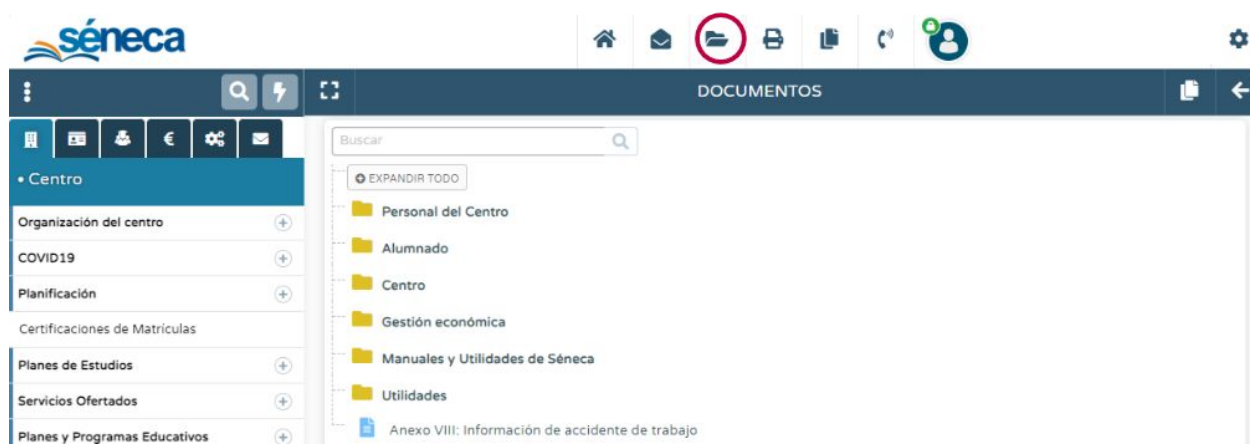 séneca
DOCUMENTOS
Buscar
EXPANDIR TODO
• Centro
Personal del Centro
Organización del centro
Alumnado
COVID19
Centro
Planificación
Gestión económica
Certificaciones de Matrículas
Manuales y Utilidades de Séneca
Planes de Estudios
Utilidades
Servicios Ofertados
Anexo VIII: Información de accidente de trabajo
Planes y Programas Educativos